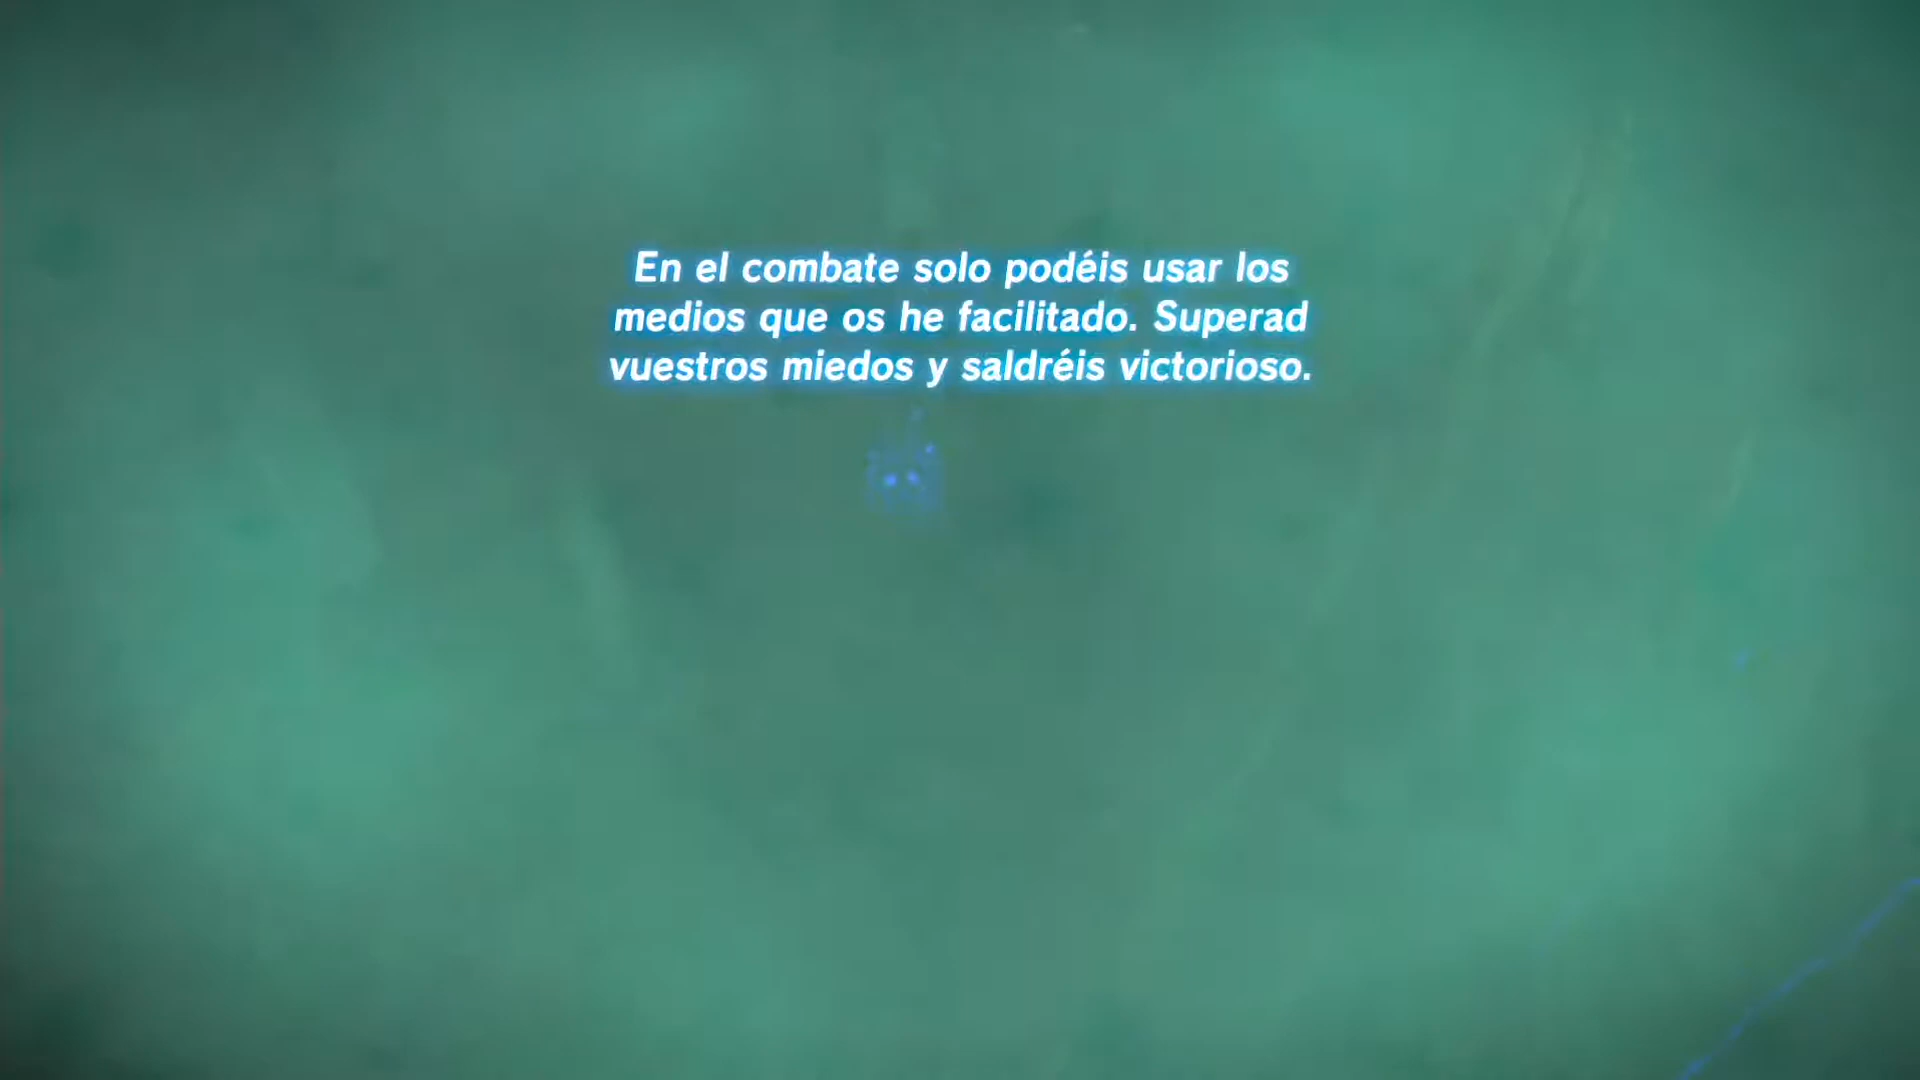 En el combate solo podéis usar los
medios que os he facilitado. Superad
vuestros miedos y saldréis victorioso.